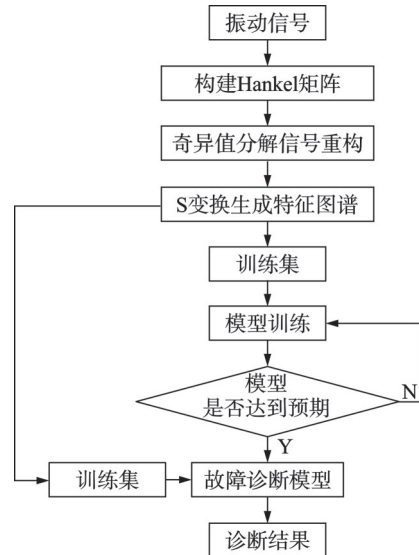 振动信号
构建Hankel矩阵
奇异值分解信号重构
S变换生成特征图谱
训练集
模型训练
模型
是否达到预期
N
Y
训练集
故障诊断模型
诊断结果